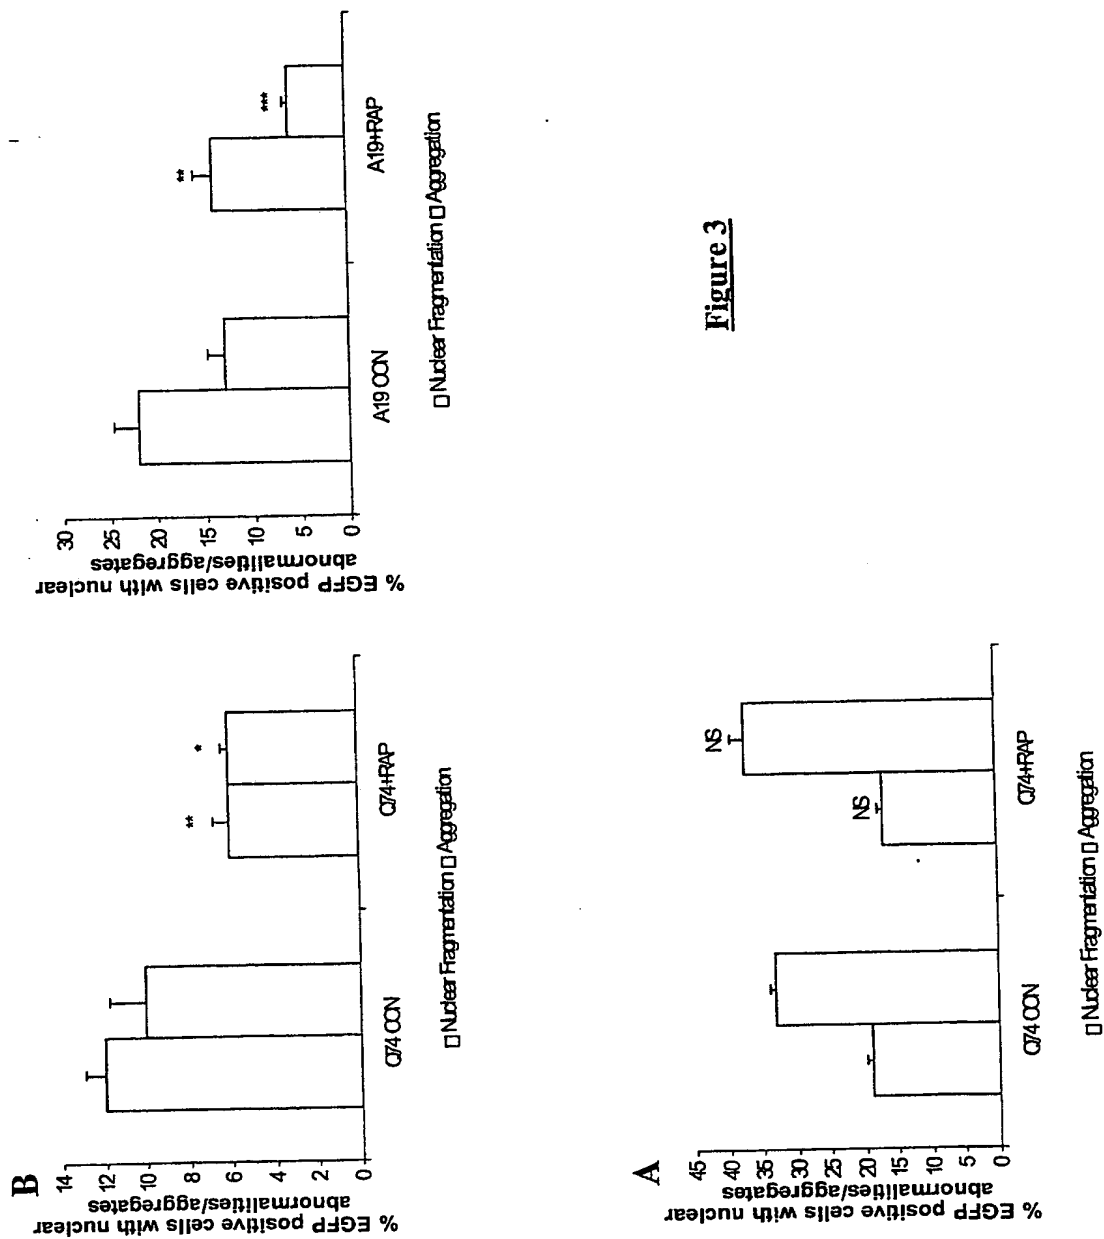 B
% EGFP positive cells with nuclear
abnormalities/aggregates
14
12
10
8
6
4
2
0
**
*
Q74 CON
Q74+RAP
□ Nuclear Fragmentation □ Aggregation
% EGFP positive cells with nuclear
abnormalities/aggregates
30
25
20
15
10
5
0
**
***
A19 CON
A19+RAP
□ Nuclear Fragmentation □ Aggregation
A
% EGFP positive cells with nuclear
abnormalities/aggregates
45
40
35
30
25
20
15
10
5
0
NS
NS
Q74 CON
Q74+RAP
□ Nuclear Fragmentation □ Aggregation
Figure 3